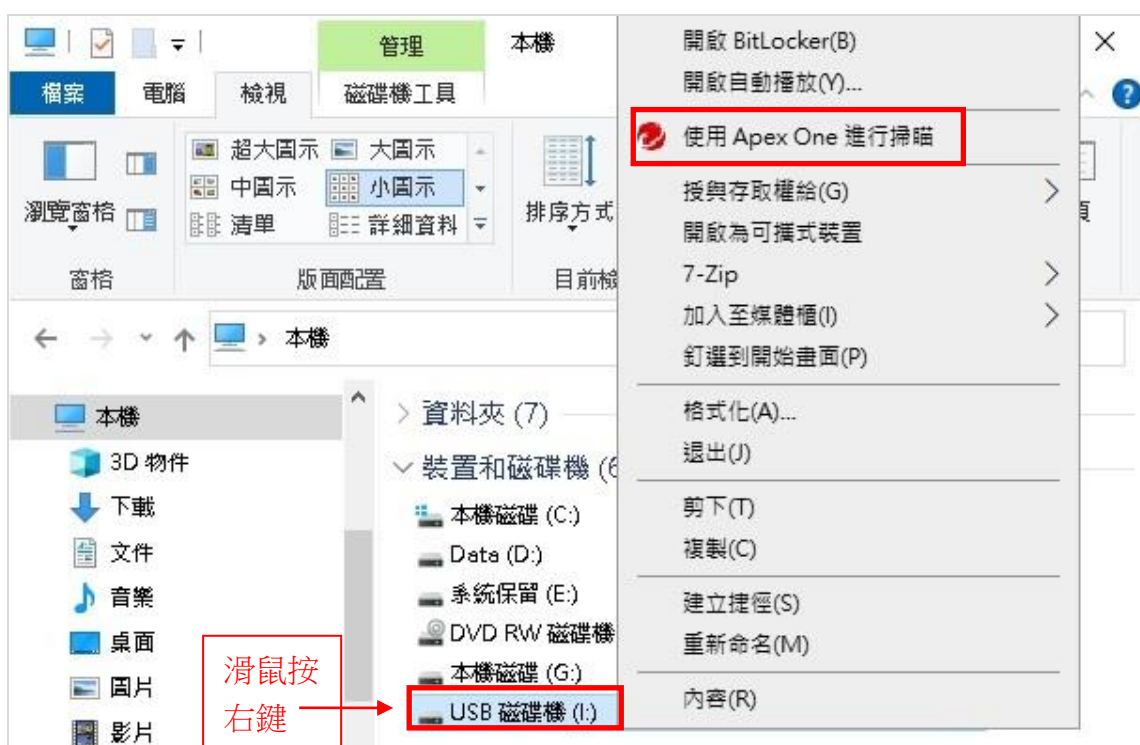 管理
本機
檔案
電腦
檢視
磁碟機工具
超大圖示
大圖示
中圖示
小圖示
清單
詳細資料
瀏覽窗格
排序方式
窗格
版面配置
目前檢
本機
本機
3D 物件
下載
文件
音樂
桌面
圖片
影片
資料夾 (7)
裝置和磁碟機 (6
本機磁碟 (C:)
Data (D:)
系統保留 (E:)
DVD RW 磁碟機
本機磁碟 (G:)
USB 磁碟機 (I:)
滑鼠按
右鍵
開啟 BitLocker(B)
開啟自動播放(Y)...
使用 Apex One 進行掃瞄
授與存取權給(G)
開啟為可攜式裝置
7-Zip
加入至媒體櫃(I)
釘選到開始畫面(P)
格式化(A)...
退出(J)
剪下(T)
複製(C)
建立捷徑(S)
重新命名(M)
內容(R)